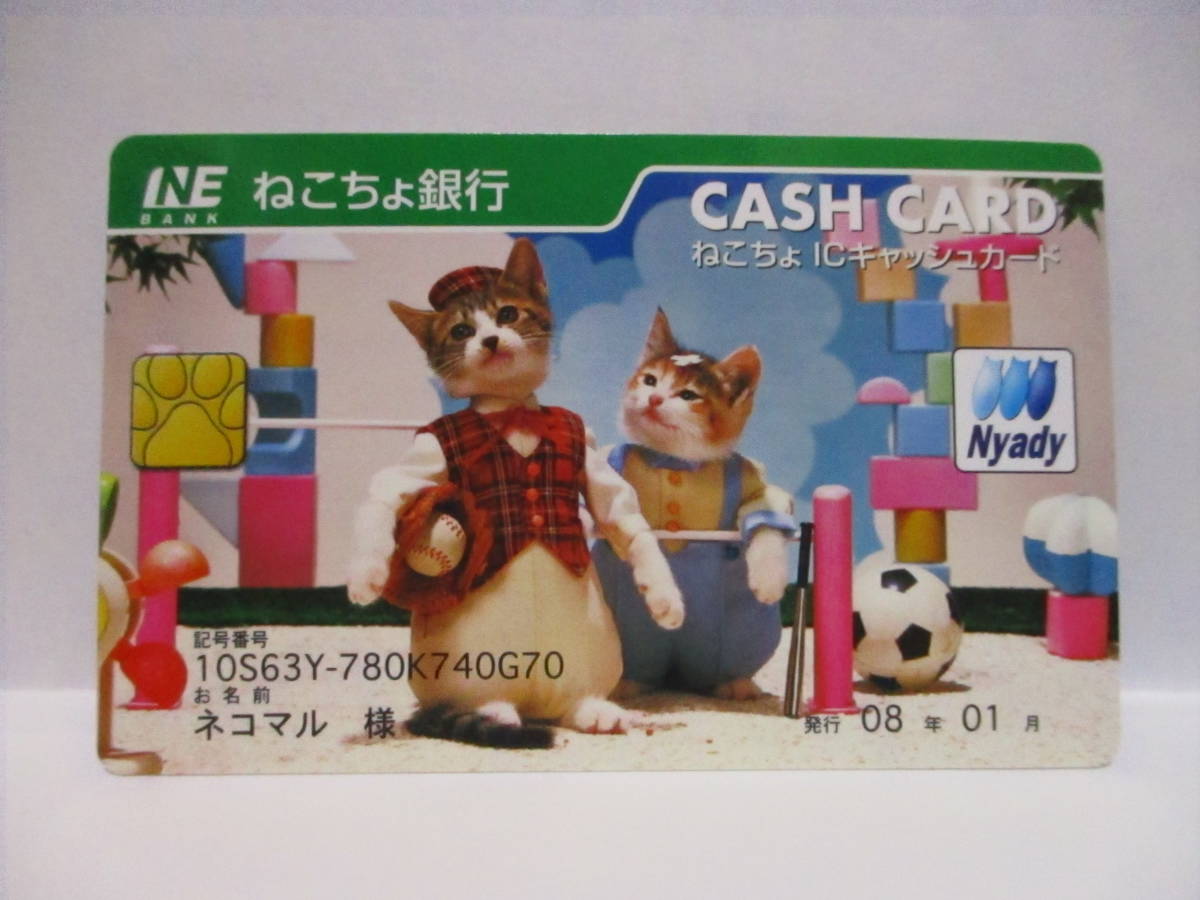 INE
BANK
ねこちょ銀行
CASH CARD
ねこちょ ICキャッシュカード
Nyady
記号番号
10S63Y-780K740G70
お名前
ネコマル 様
発行 08 年 01 月